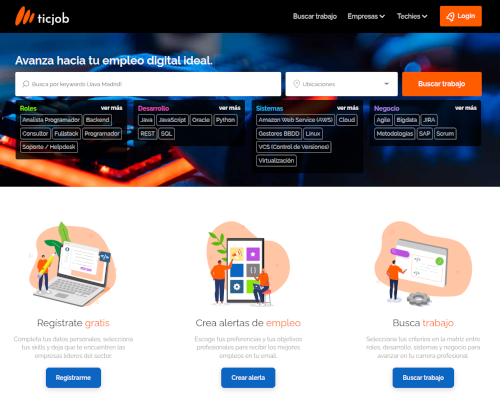 ticjob
Buscar trabajo Empresas Techies Login
Avanza hacia tu empleo digital ideal.
Busca por keywords (Java Madrid) Ubicaciones Buscar trabajo
Roles ver más
Analista Programador Backend
Consultor Fullstack Programador
Soporte / Helpdesk
Desarrollo ver más
Java JavaScript Oracle Python
REST SQL
Sistemas ver más
Amazon Web Service (AWS) Cloud
Gestores BBDD Linux
VCS (Control de Versiones)
Virtualización
Negocio ver más
Agile Bigdata JIRA
Metodologías SAP Scrum
Regístrate gratis
Completa tus datos personales, selecciona
tus skills y deja que te encuentren las
empresas líderes del sector.
Registrarme
Crea alertas de empleo
Escoge tus preferencias y tus objetivos
profesionales para recibir los mejores
empleos en tu email.
Crear alerta
Busca trabajo
Selecciona tus criterios en la matriz entre
roles, desarrollo, sistemas y negocio para
avanzar en tu carrera profesional.
Buscar trabajo